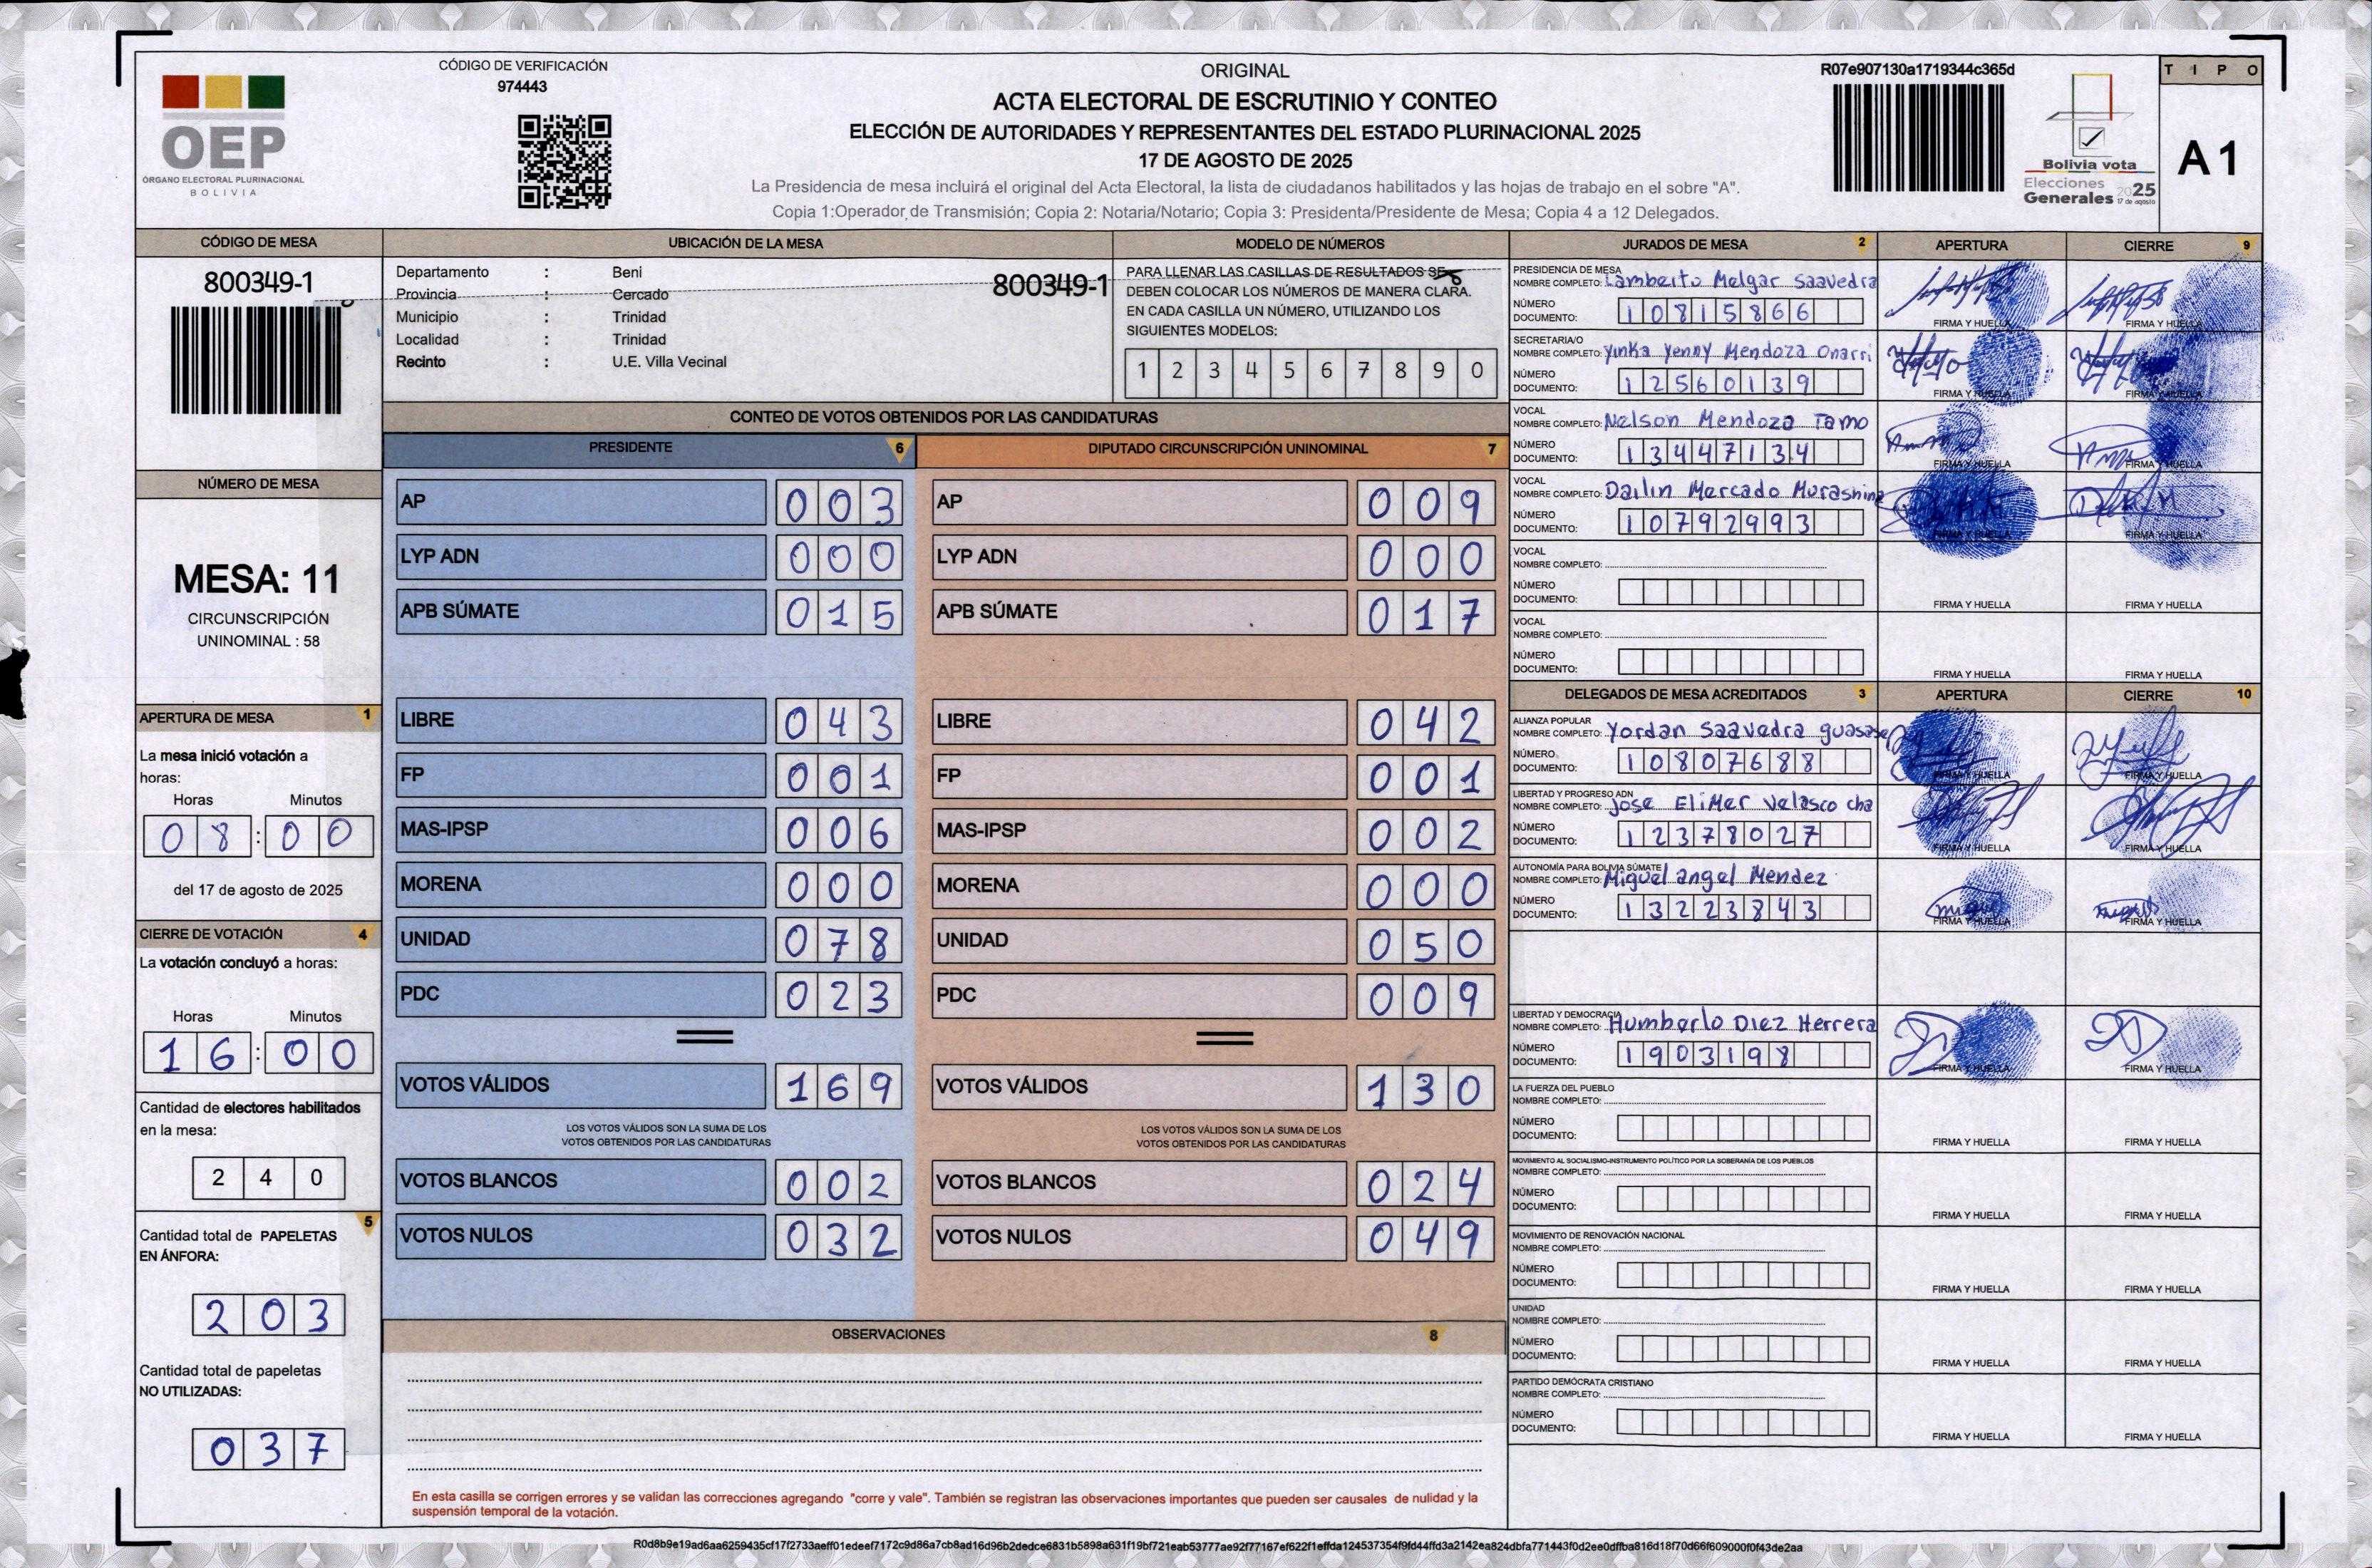 CÓDIGO DE VERIFICACIÓN
974443
OEP
ÓRGANO ELECTORAL PLURINACIONAL
BOLIVIA
ORIGINAL
ACTA ELECTORAL DE ESCRUTINIO Y CONTEO
ELECCIÓN DE AUTORIDADES Y REPRESENTANTES DEL ESTADO PLURINACIONAL 2025
17 DE AGOSTO DE 2025
La Presidencia de mesa incluirá el original del Acta Electoral, la lista de ciudadanos habilitados y las hojas de trabajo en el sobre "A".
Copia 1:Operador de Transmisión; Copia 2: Notaria/Notario; Copia 3: Presidenta/Presidente de Mesa; Copia 4 a 12 Delegados.
R07e907130a1719344c365d
Bolivia vota
Elecciones
Generales 2025
17 de agosto
TIPO
A 1
CÓDIGO DE MESA
800349-1
NÚMERO DE MESA
MESA: 11
CIRCUNSCRIPCIÓN
UNINOMINAL : 58
APERTURA DE MESA 1
La mesa inició votación a
horas:
Horas Minutos
08:00
del 17 de agosto de 2025
CIERRE DE VOTACIÓN 4
La votación concluyó a horas:
Horas Minutos
16:00
Cantidad de electores habilitados
en la mesa:
240
5
Cantidad total de PAPELETAS
EN ÁNFORA:
203
Cantidad total de papeletas
NO UTILIZADAS:
037
UBICACIÓN DE LA MESA
Departamento : Beni
Provincia : Cercado
Municipio : Trinidad
Localidad : Trinidad
Recinto : U.E. Villa Vecinal
800349-1
MODELO DE NÚMEROS
PARA LLENAR LAS CASILLAS DE RESULTADOS SE
DEBEN COLOCAR LOS NÚMEROS DE MANERA CLARA.
EN CADA CASILLA UN NÚMERO, UTILIZANDO LOS
SIGUIENTES MODELOS:
1 2 3 4 5 6 7 8 9 0
CONTEO DE VOTOS OBTENIDOS POR LAS CANDIDATURAS
PRESIDENTE 6
AP 003
LYP ADN 000
APB SÚMATE 015
LIBRE 043
FP 001
MAS-IPSP 006
MORENA 000
UNIDAD 078
PDC 023
VOTOS VÁLIDOS 169
LOS VOTOS VÁLIDOS SON LA SUMA DE LOS
VOTOS OBTENIDOS POR LAS CANDIDATURAS
VOTOS BLANCOS 002
VOTOS NULOS 032
DIPUTADO CIRCUNSCRIPCIÓN UNINOMINAL 7
AP 009
LYP ADN 000
APB SÚMATE 017
LIBRE 042
FP 001
MAS-IPSP 002
MORENA 000
UNIDAD 050
PDC 009
VOTOS VÁLIDOS 130
LOS VOTOS VÁLIDOS SON LA SUMA DE LOS
VOTOS OBTENIDOS POR LAS CANDIDATURAS
VOTOS BLANCOS 024
VOTOS NULOS 049
OBSERVACIONES 8
En esta casilla se corrigen errores y se validan las correcciones agregando "corre y vale". También se registran las observaciones importantes que pueden ser causales de nulidad y la
suspensión temporal de la votación.
JURADOS DE MESA 2 APERTURA CIERRE 9
PRESIDENCIA DE MESA
NOMBRE COMPLETO: Lamberto Melgar Saavedra
NÚMERO
DOCUMENTO: 10815866
FIRMA Y HUELLA FIRMA Y HUELLA
SECRETARIA/O
NOMBRE COMPLETO: Yinka Yenny Mendoza Onarri
NÚMERO
DOCUMENTO: 12560139
FIRMA Y HUELLA FIRMA Y HUELLA
VOCAL
NOMBRE COMPLETO: Nelson Mendoza Tamo
NÚMERO
DOCUMENTO: 13447134
FIRMA Y HUELLA FIRMA Y HUELLA
VOCAL
NOMBRE COMPLETO: Dailin Mercado Murashina
NÚMERO
DOCUMENTO: 10792993
FIRMA Y HUELLA FIRMA Y HUELLA
VOCAL
NOMBRE COMPLETO:
NÚMERO
DOCUMENTO:
FIRMA Y HUELLA FIRMA Y HUELLA
VOCAL
NOMBRE COMPLETO:
NÚMERO
DOCUMENTO:
FIRMA Y HUELLA FIRMA Y HUELLA
DELEGADOS DE MESA ACREDITADOS 3 APERTURA CIERRE 10
ALIANZA POPULAR
NOMBRE COMPLETO: Yordan Saavedra guasase
NÚMERO
DOCUMENTO: 10807688
FIRMA Y HUELLA FIRMA Y HUELLA
LIBERTAD Y PROGRESO ADN
NOMBRE COMPLETO: Jose EliMer Velasco cha
NÚMERO
DOCUMENTO: 12378027
FIRMA Y HUELLA FIRMA Y HUELLA
AUTONOMÍA PARA BOLIVIA SÚMATE
NOMBRE COMPLETO: Miguel angel Mendez
NÚMERO
DOCUMENTO: 13223843
FIRMA Y HUELLA FIRMA Y HUELLA
LIBERTAD Y DEMOCRACIA
NOMBRE COMPLETO: Humberlo Diez Herrera
NÚMERO
DOCUMENTO: 1903198
FIRMA Y HUELLA FIRMA Y HUELLA
LA FUERZA DEL PUEBLO
NOMBRE COMPLETO:
NÚMERO
DOCUMENTO:
FIRMA Y HUELLA FIRMA Y HUELLA
MOVIMIENTO AL SOCIALISMO-INSTRUMENTO POLÍTICO POR LA SOBERANÍA DE LOS PUEBLOS
NOMBRE COMPLETO:
NÚMERO
DOCUMENTO:
FIRMA Y HUELLA FIRMA Y HUELLA
MOVIMIENTO DE RENOVACIÓN NACIONAL
NOMBRE COMPLETO:
NÚMERO
DOCUMENTO:
FIRMA Y HUELLA FIRMA Y HUELLA
UNIDAD
NOMBRE COMPLETO:
NÚMERO
DOCUMENTO:
FIRMA Y HUELLA FIRMA Y HUELLA
PARTIDO DEMÓCRATA CRISTIANO
NOMBRE COMPLETO:
NÚMERO
DOCUMENTO:
FIRMA Y HUELLA FIRMA Y HUELLA